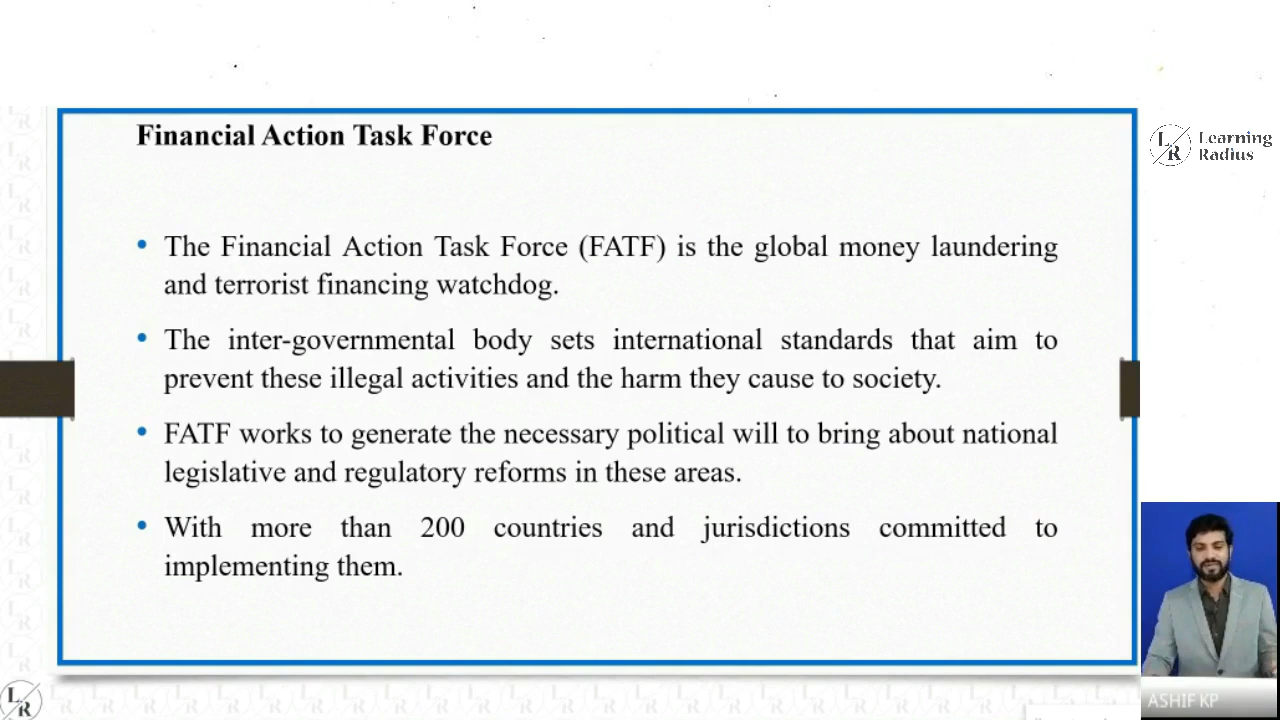 Financial Action Task Force
• The Financial Action Task Force (FATF) is the global money laundering
and terrorist financing watchdog.
• The inter-governmental body sets international standards that aim to
prevent these illegal activities and the harm they cause to society.
• FATF works to generate the necessary political will to bring about national
legislative and regulatory reforms in these areas.
• With more than 200 countries and jurisdictions committed to
implementing them.
L R Learning
Radius
L R
ASHIF KP